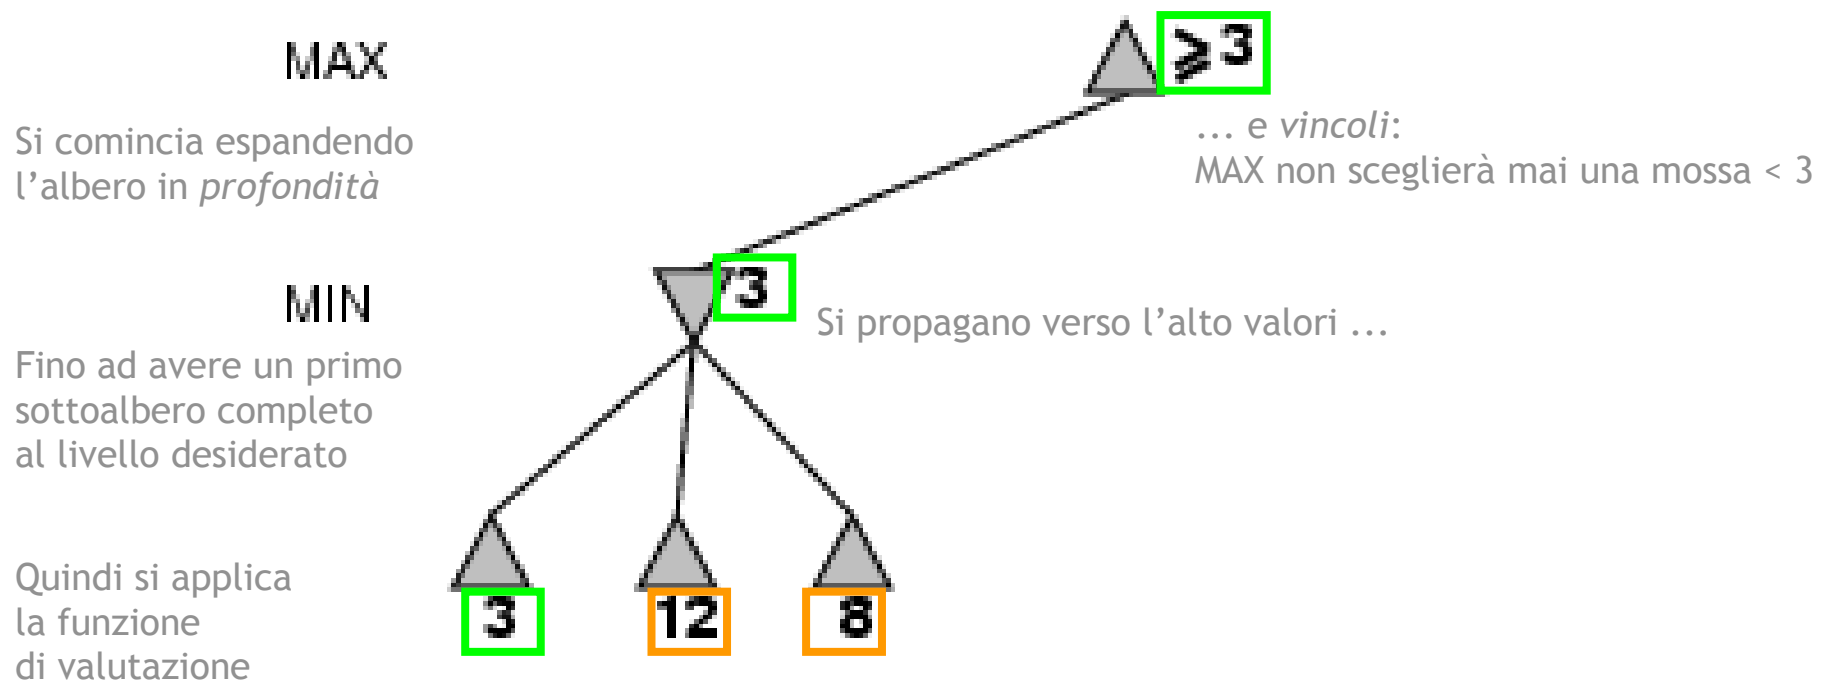 MAX
≥3
Si comincia espandendo
l’albero in profondità
... e vincoli:
MAX non sceglierà mai una mossa < 3
MIN
3
Si propagano verso l’alto valori ...
Fino ad avere un primo
sottoalbero completo
al livello desiderato
Quindi si applica
la funzione
di valutazione
3 12 8